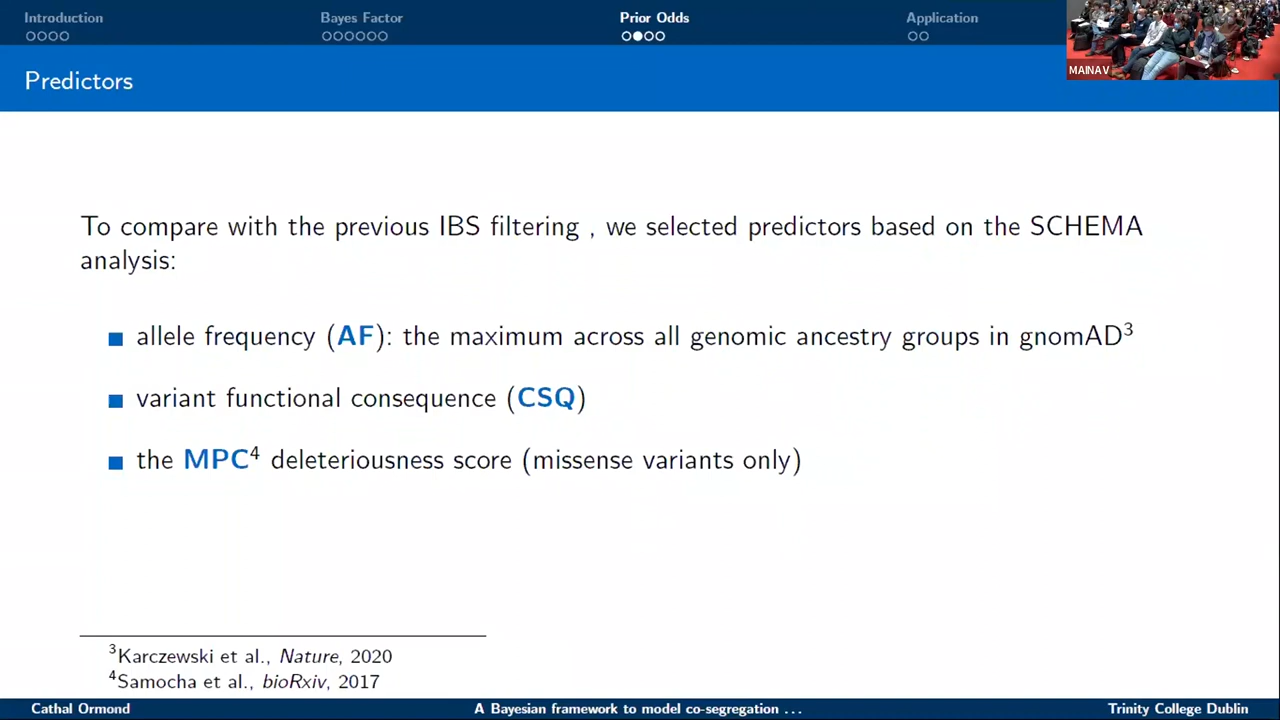 Introduction
Bayes Factor
Prior Odds
Application
MAINAV
Predictors
To compare with the previous IBS filtering , we selected predictors based on the SCHEMA
analysis:
allele frequency (AF): the maximum across all genomic ancestry groups in gnomAD3
variant functional consequence (CSQ)
the MPC4 deleteriousness score (missense variants only)
3Karczewski et al., Nature, 2020
4Samocha et al., bioRxiv, 2017
Cathal Ormond
A Bayesian framework to model co-segregation ...
Trinity College Dublin